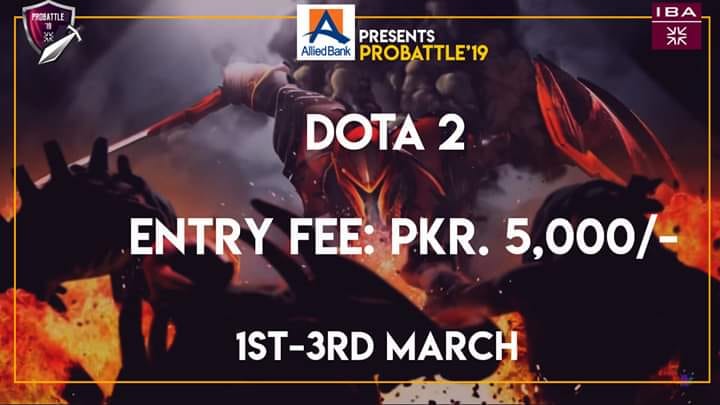 PROBATTLE
'19
Allied Bank
PRESENTS
PROBATTLE'19
IBA
DOTA 2
ENTRY FEE: PKR. 5,000/-
1ST-3RD MARCH